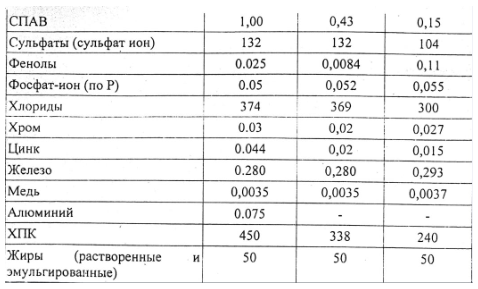 СПАВ 1,00 0,43 0,15
Сульфаты (сульфат ион) 132 132 104
Фенолы 0.025 0,0084 0,11
Фосфат-ион (по Р) 0.05 0,052 0,055
Хлориды 374 369 300
Хром 0.03 0,02 0,027
Цинк 0.044 0,02 0,015
Железо 0.280 0,280 0,293
Медь 0,0035 0,0035 0,0037
Алюминий 0.075 - -
ХПК 450 338 240
Жиры (растворенные и 50 50 50
эмульгированные)